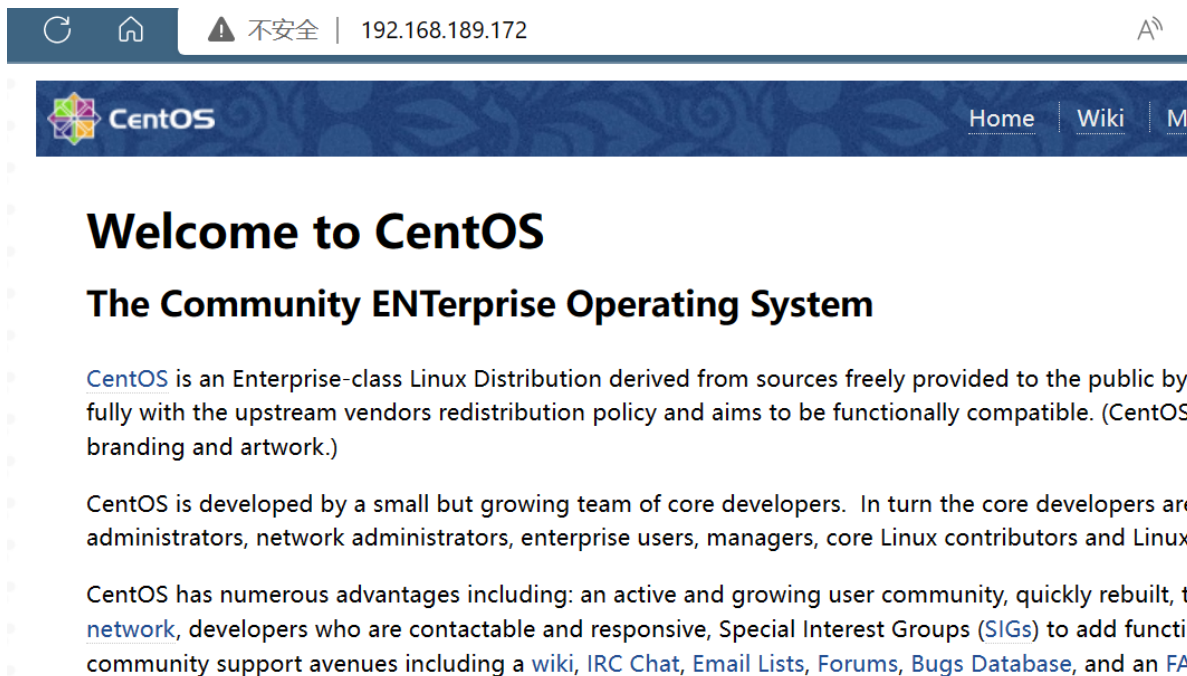 不安全 | 192.168.189.172
CentOS
Home Wiki
Welcome to CentOS
The Community ENTerprise Operating System
CentOS is an Enterprise-class Linux Distribution derived from sources freely provided to the public by
fully with the upstream vendors redistribution policy and aims to be functionally compatible. (CentOS
branding and artwork.)
CentOS is developed by a small but growing team of core developers. In turn the core developers are
administrators, network administrators, enterprise users, managers, core Linux contributors and Linux
CentOS has numerous advantages including: an active and growing user community, quickly rebuilt, t
network, developers who are contactable and responsive, Special Interest Groups (SIGs) to add functi
community support avenues including a wiki, IRC Chat, Email Lists, Forums, Bugs Database, and an FA